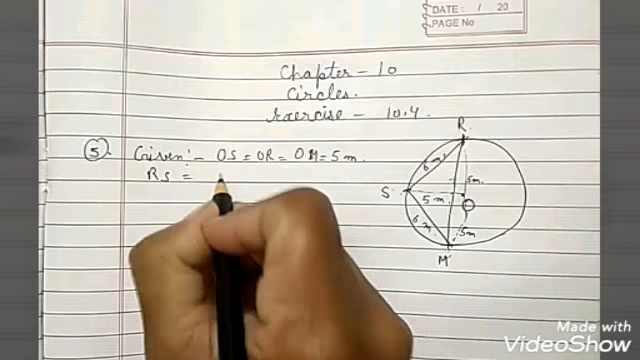 DATE: / 20
PAGE No
Chapter - 10
Circles.
Exercise - 10.4
5) Given:- OS = OR = OM = 5 m.
RS =
R
6 m
5m
S
5 m
O
6 m
5m
M
Made with
VideoShow